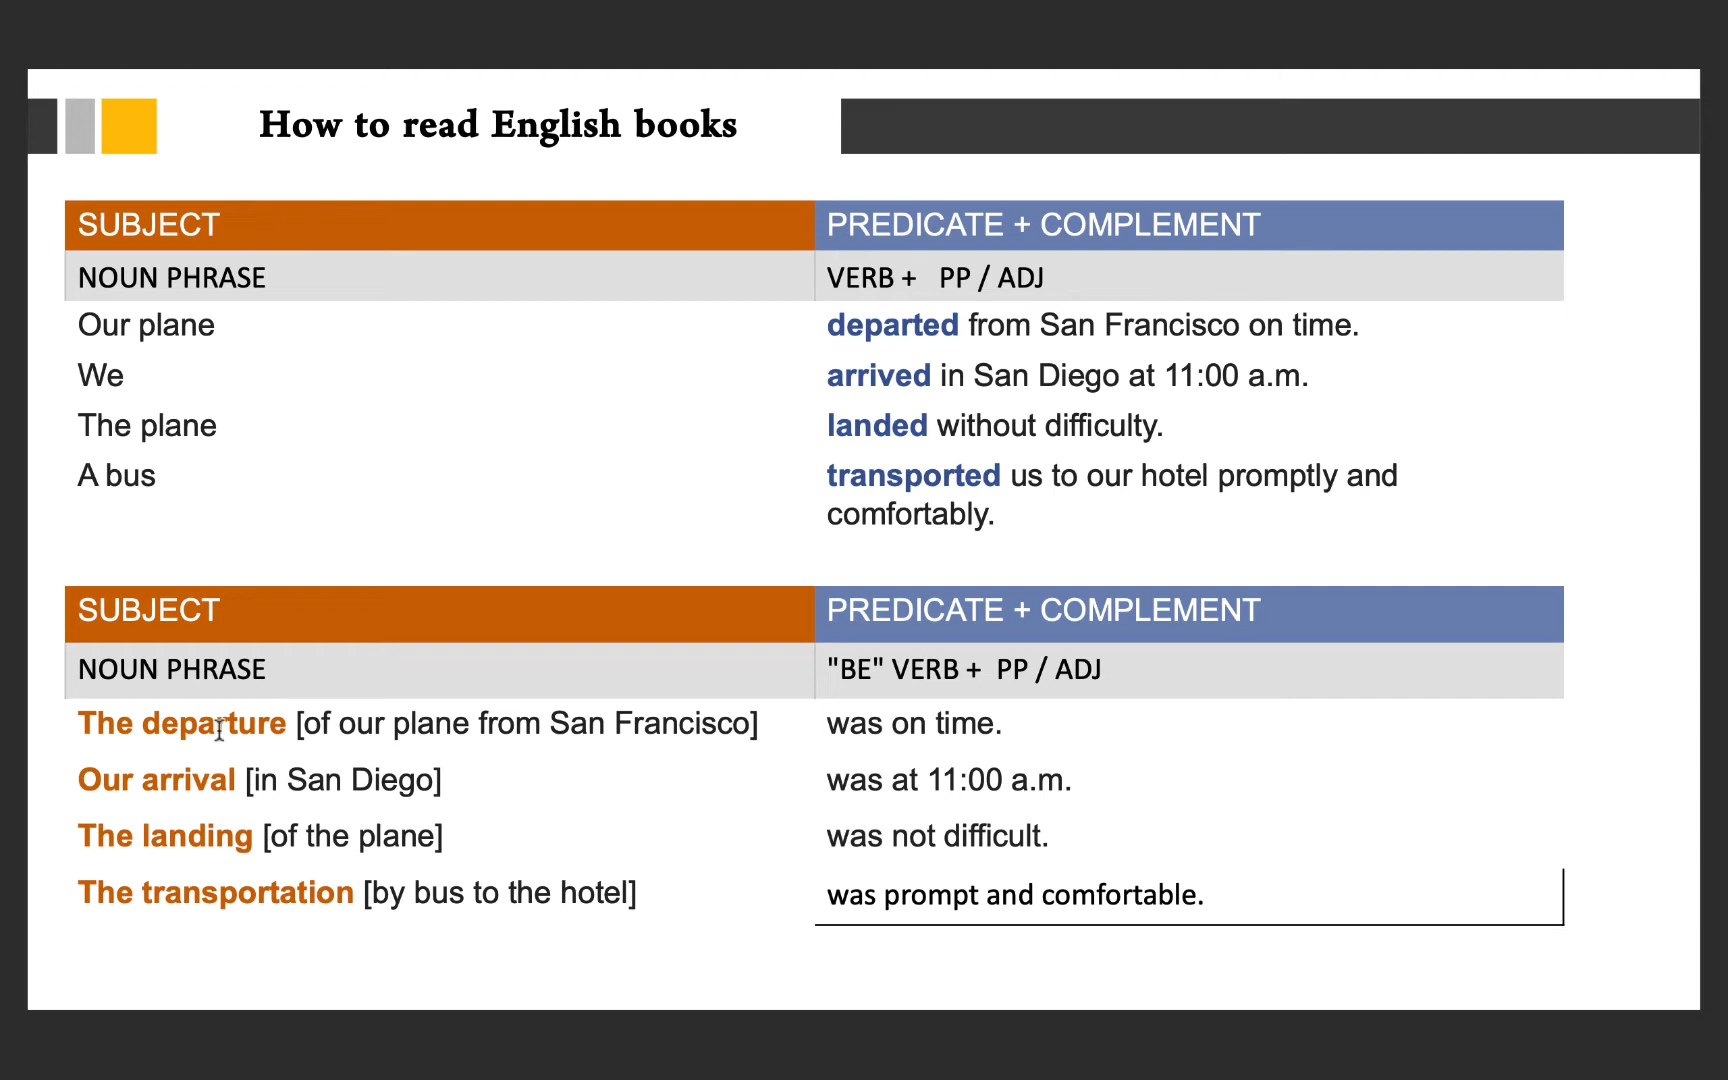 How to read English books
SUBJECT
PREDICATE + COMPLEMENT
NOUN PHRASE
VERB + PP / ADJ
Our plane
departed from San Francisco on time.
We
arrived in San Diego at 11:00 a.m.
The plane
landed without difficulty.
A bus
transported us to our hotel promptly and
comfortably.
SUBJECT
PREDICATE + COMPLEMENT
NOUN PHRASE
"BE" VERB + PP / ADJ
The departure [of our plane from San Francisco]
was on time.
Our arrival [in San Diego]
was at 11:00 a.m.
The landing [of the plane]
was not difficult.
The transportation [by bus to the hotel]
was prompt and comfortable.